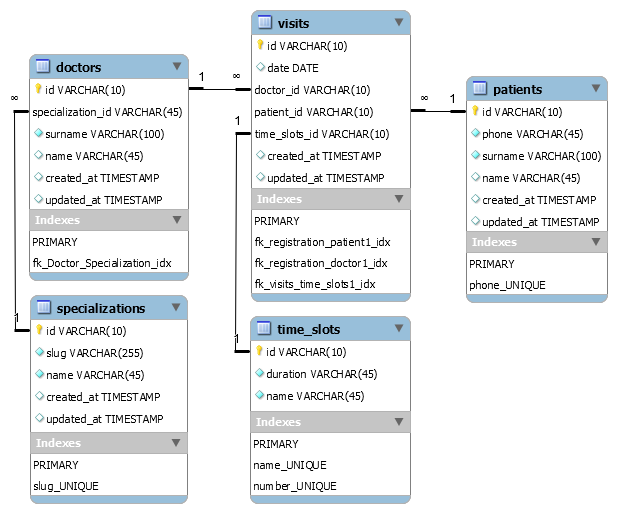 doctors
id VARCHAR(10)
specialization_id VARCHAR(45)
surname VARCHAR(100)
name VARCHAR(45)
created_at TIMESTAMP
updated_at TIMESTAMP
Indexes
PRIMARY
fk_Doctor_Specialization_idx
1
∞
∞
1
specializations
id VARCHAR(10)
slug VARCHAR(255)
name VARCHAR(45)
created_at TIMESTAMP
updated_at TIMESTAMP
Indexes
PRIMARY
slug_UNIQUE
visits
id VARCHAR(10)
date DATE
doctor_id VARCHAR(10)
patient_id VARCHAR(10)
time_slots_id VARCHAR(10)
created_at TIMESTAMP
updated_at TIMESTAMP
Indexes
PRIMARY
fk_registration_patient1_idx
fk_registration_doctor1_idx
fk_visits_time_slots1_idx
1
1
time_slots
id VARCHAR(10)
duration VARCHAR(45)
name VARCHAR(45)
Indexes
PRIMARY
name_UNIQUE
number_UNIQUE
∞
1
patients
id VARCHAR(10)
phone VARCHAR(45)
surname VARCHAR(100)
name VARCHAR(45)
created_at TIMESTAMP
updated_at TIMESTAMP
Indexes
PRIMARY
phone_UNIQUE